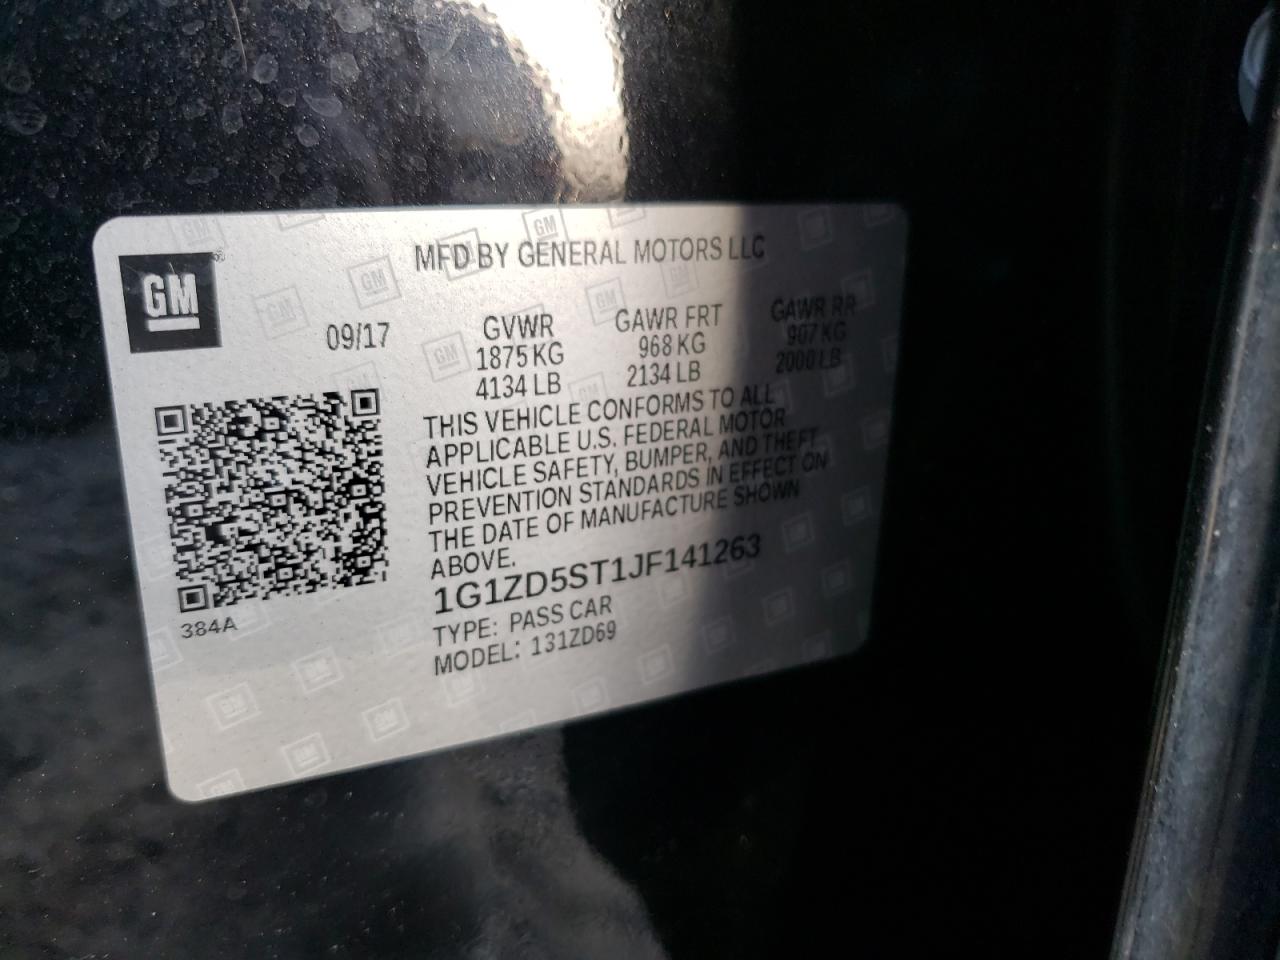 MFD BY GENERAL MOTORS LLC
GM
09/17
GVWR GAWR FRT GAWR RR
1875 KG 968 KG 907 KG
4134 LB 2134 LB 2000 LB
THIS VEHICLE CONFORMS TO ALL
APPLICABLE U.S. FEDERAL MOTOR
VEHICLE SAFETY, BUMPER, AND THEFT
PREVENTION STANDARDS IN EFFECT ON
THE DATE OF MANUFACTURE SHOWN
ABOVE.
1G1ZD5ST1JF141263
384A
TYPE: PASS CAR
MODEL: 131ZD69